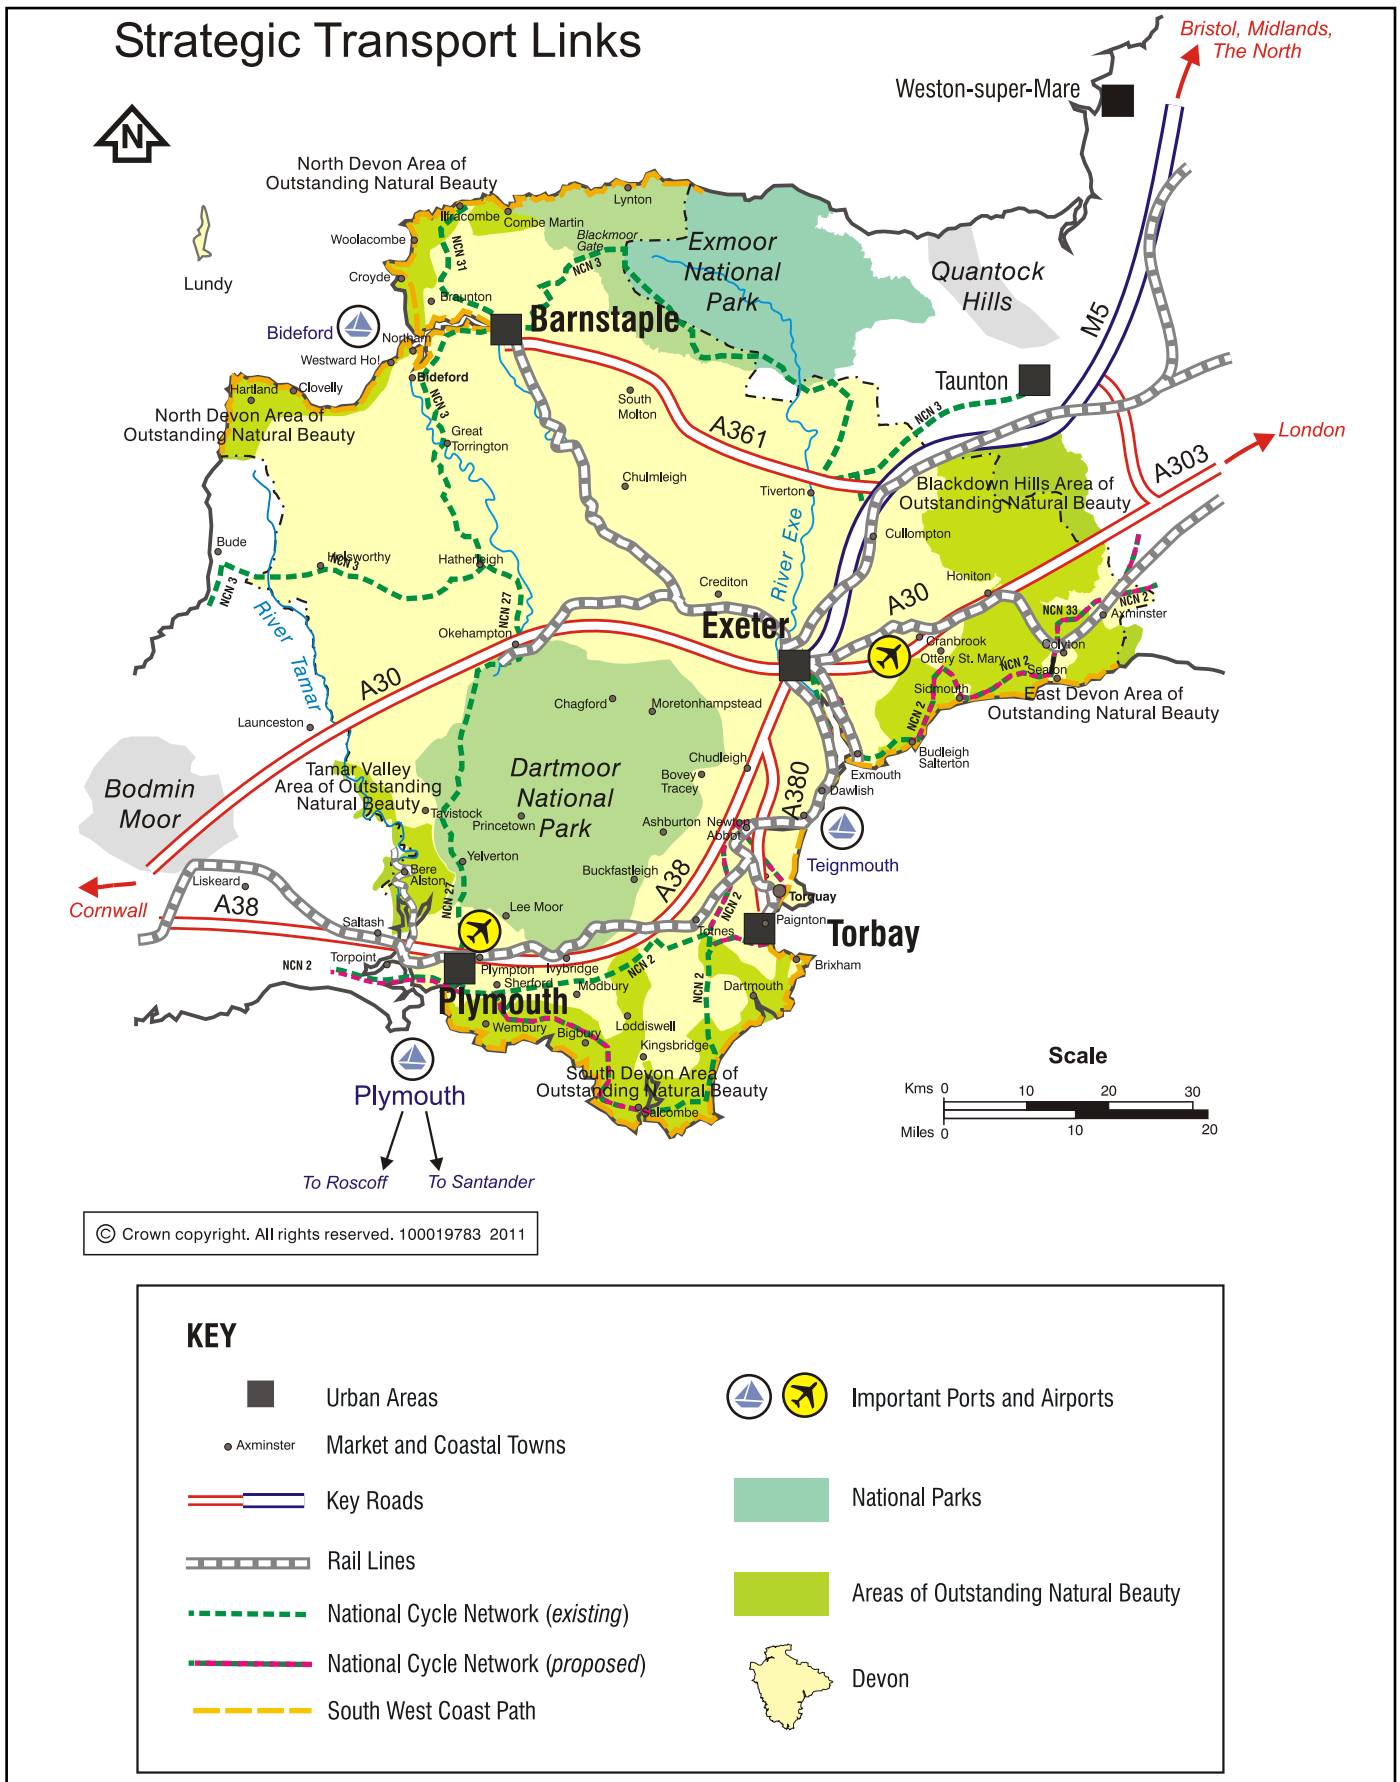 Strategic Transport Links
Bristol, Midlands,
The North
Weston-super-Mare
N
North Devon Area of
Outstanding Natural Beauty
Lynton
Ilfracombe
Combe Martin
Woolacombe
Blackmoor
Gate
NCN 31
NCN 3
Exmoor
National
Park
Quantock
Hills
Lundy
Croyde
Braunton
M5
Bideford
Barnstaple
Northam
Westward Ho!
Bideford
Taunton
Hartland
Clovelly
North Devon Area of
Outstanding Natural Beauty
NCN 3
South
Molton
NCN 3
A361
London
Great
Torrington
A303
Chulmleigh
Tiverton
Blackdown Hills Area of
Outstanding Natural Beauty
River Exe
Cullompton
Bude
Holsworthy
NCN 3
Hatherleigh
NCN 3
Crediton
Honiton
A30
NCN 27
NCN 33
NCN 2
Axminster
River Tamar
Okehampton
Exeter
Cranbrook
Colyton
Ottery St. Mary
NCN 2
Seaton
A30
Sidmouth
East Devon Area of
Outstanding Natural Beauty
Chagford
Moretonhampstead
Launceston
NCN 2
Budleigh
Salterton
Chudleigh
Exmouth
Bodmin
Moor
Tamar Valley
Area of Outstanding
Natural Beauty
Dartmoor
National
Park
Bovey
Tracey
A380
Dawlish
Tavistock
Princetown
Ashburton
Newton
Abbot
Teignmouth
Yelverton
Bere
Alston
Buckfastleigh
A38
Liskeard
A38
Cornwall
NCN 27
Lee Moor
NCN 2
Torquay
Saltash
Totnes
Paignton
Torbay
Torpoint
NCN 2
Plympton
Ivybridge
Brixham
Sherford
NCN 2
NCN 2
Plymouth
Modbury
Dartmouth
Wembury
Bigbury
Loddiswell
Kingsbridge
South Devon Area of
Outstanding Natural Beauty
Salcombe
Plymouth
To Roscoff
To Santander
Scale
Kms 0 10 20 30
Miles 0 10 20
© Crown copyright. All rights reserved. 100019783 2011
KEY
Urban Areas
Axminster
Market and Coastal Towns
Key Roads
Rail Lines
National Cycle Network (existing)
National Cycle Network (proposed)
South West Coast Path
Important Ports and Airports
National Parks
Areas of Outstanding Natural Beauty
Devon